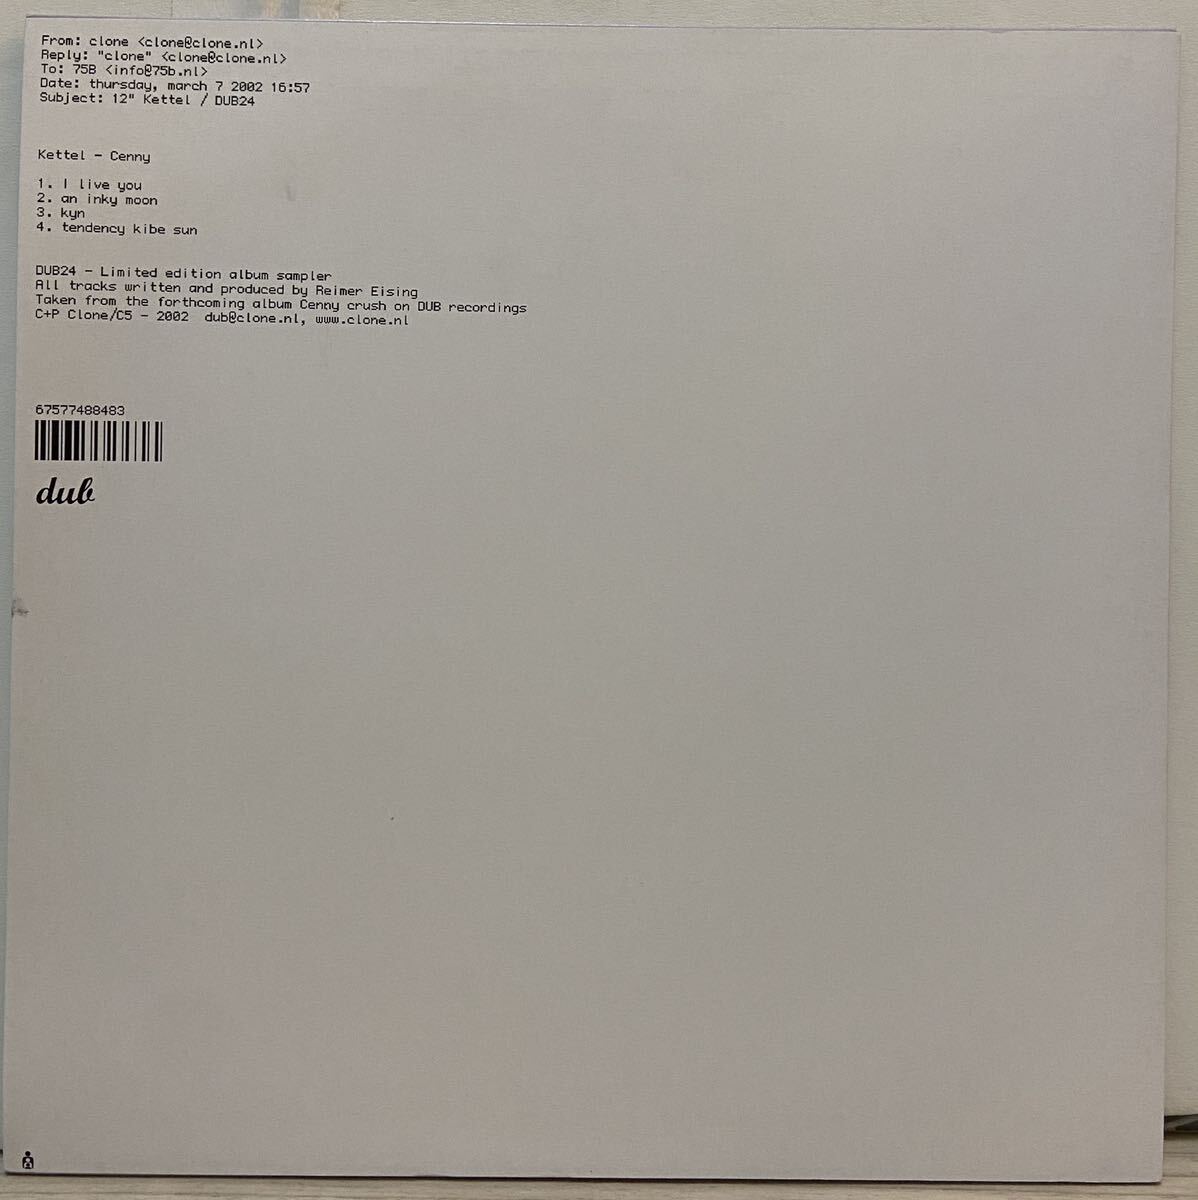 From: clone <clone@clone.nl>
Reply: "clone" <clone@clone.nl>
To: 75B <info@75b.nl>
Date: thursday, march 7 2002 16:57
Subject: 12" Kettel / DUB24
Kettel - Cenny
1. I live you
2. an inky moon
3. kyn
4. tendency kibe sun
DUB24 - Limited edition album sampler
All tracks written and produced by Reimer Eising
Taken from the forthcoming album Cenny crush on DUB recordings
C+P Clone/C5 - 2002  dub@clone.nl, www.clone.nl
67577488483
dub